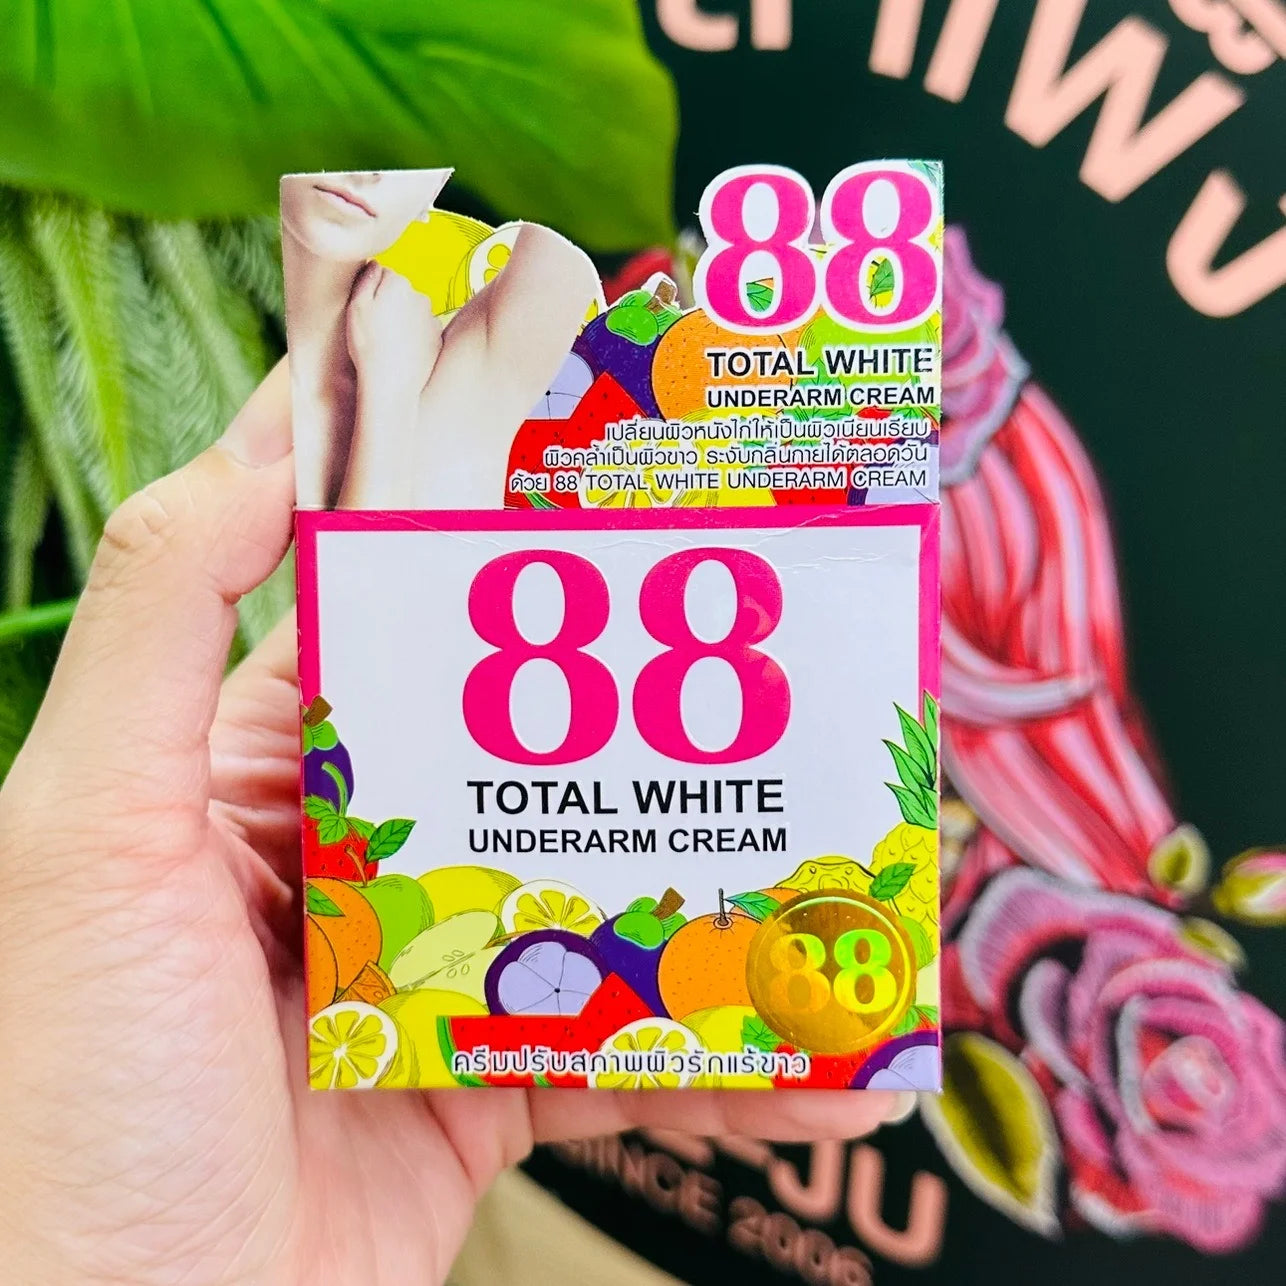 88
TOTAL WHITE
UNDERARM CREAM
เปลี่ยนผิวหนังไก่ให้เป็นผิวเนียนเรียบ
ผิวคล้ำเป็นผิวขาว ระงับกลิ่นกายได้ตลอดวัน
ด้วย 88 TOTAL WHITE UNDERARM CREAM
88
TOTAL WHITE
UNDERARM CREAM
88
ครีมปรับสภาพผิวรักแร้ขาว
SINCE 2006